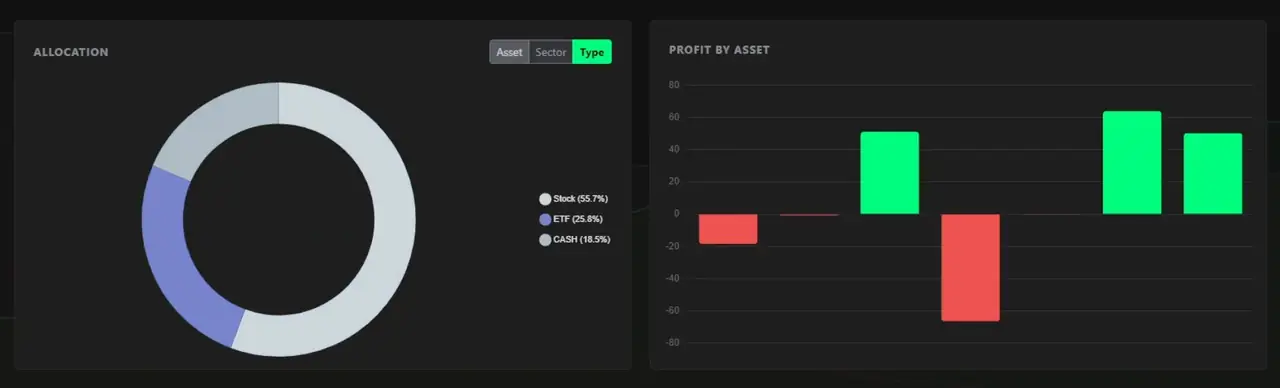 ALLOCATION
Asset Sector Type
Stock (55.7%)
ETF (25.8%)
CASH (18.5%)
PROFIT BY ASSET
80
60
40
20
0
-20
-40
-60
-80